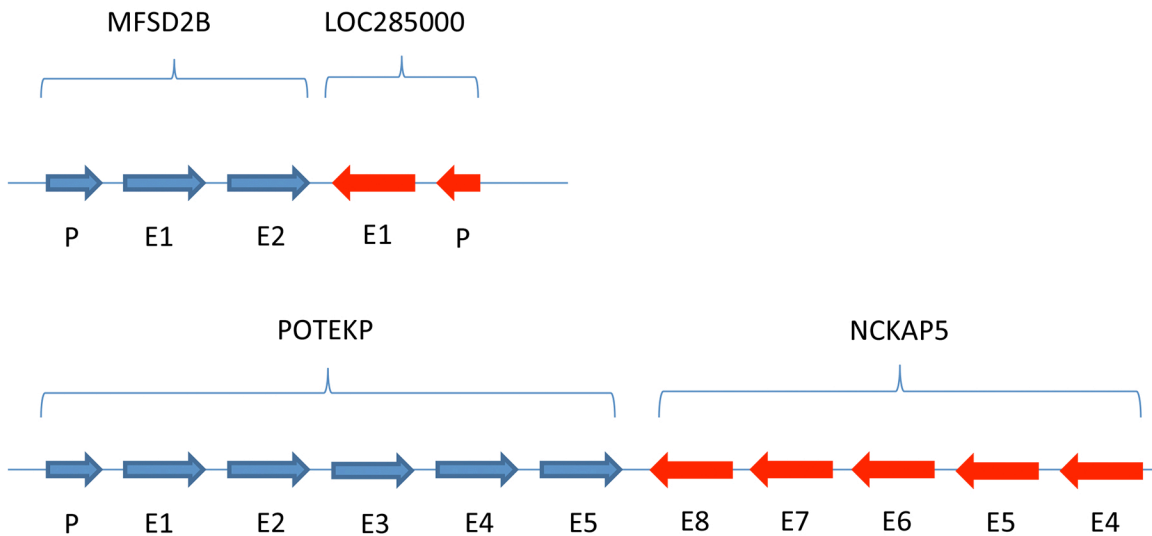 MFSD2B LOC285000
P E1 E2 E1 P
POTEKP NCKAP5
P E1 E2 E3 E4 E5 E8 E7 E6 E5 E4